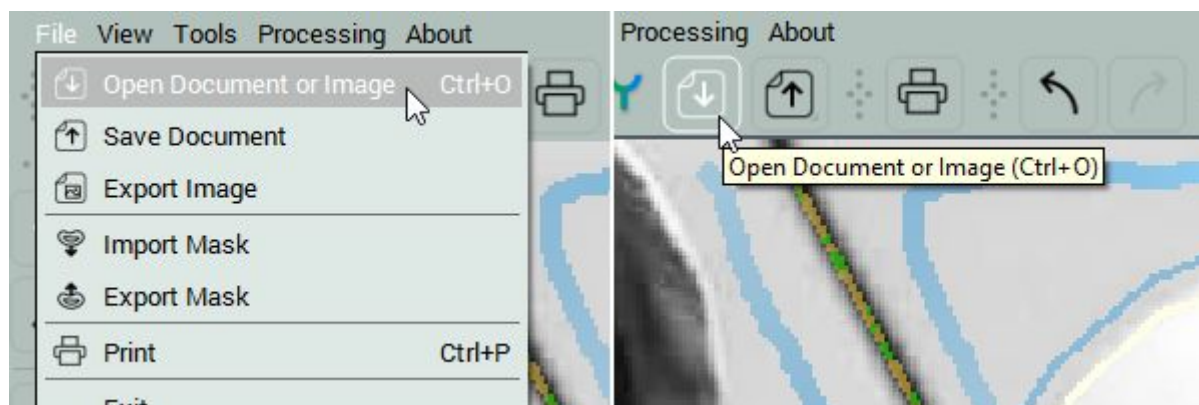 File View Tools Processing About
Open Document or Image Ctrl+O
Save Document
Export Image
Import Mask
Export Mask
Print Ctrl+P
Exit
Processing About
Open Document or Image (Ctrl+O)